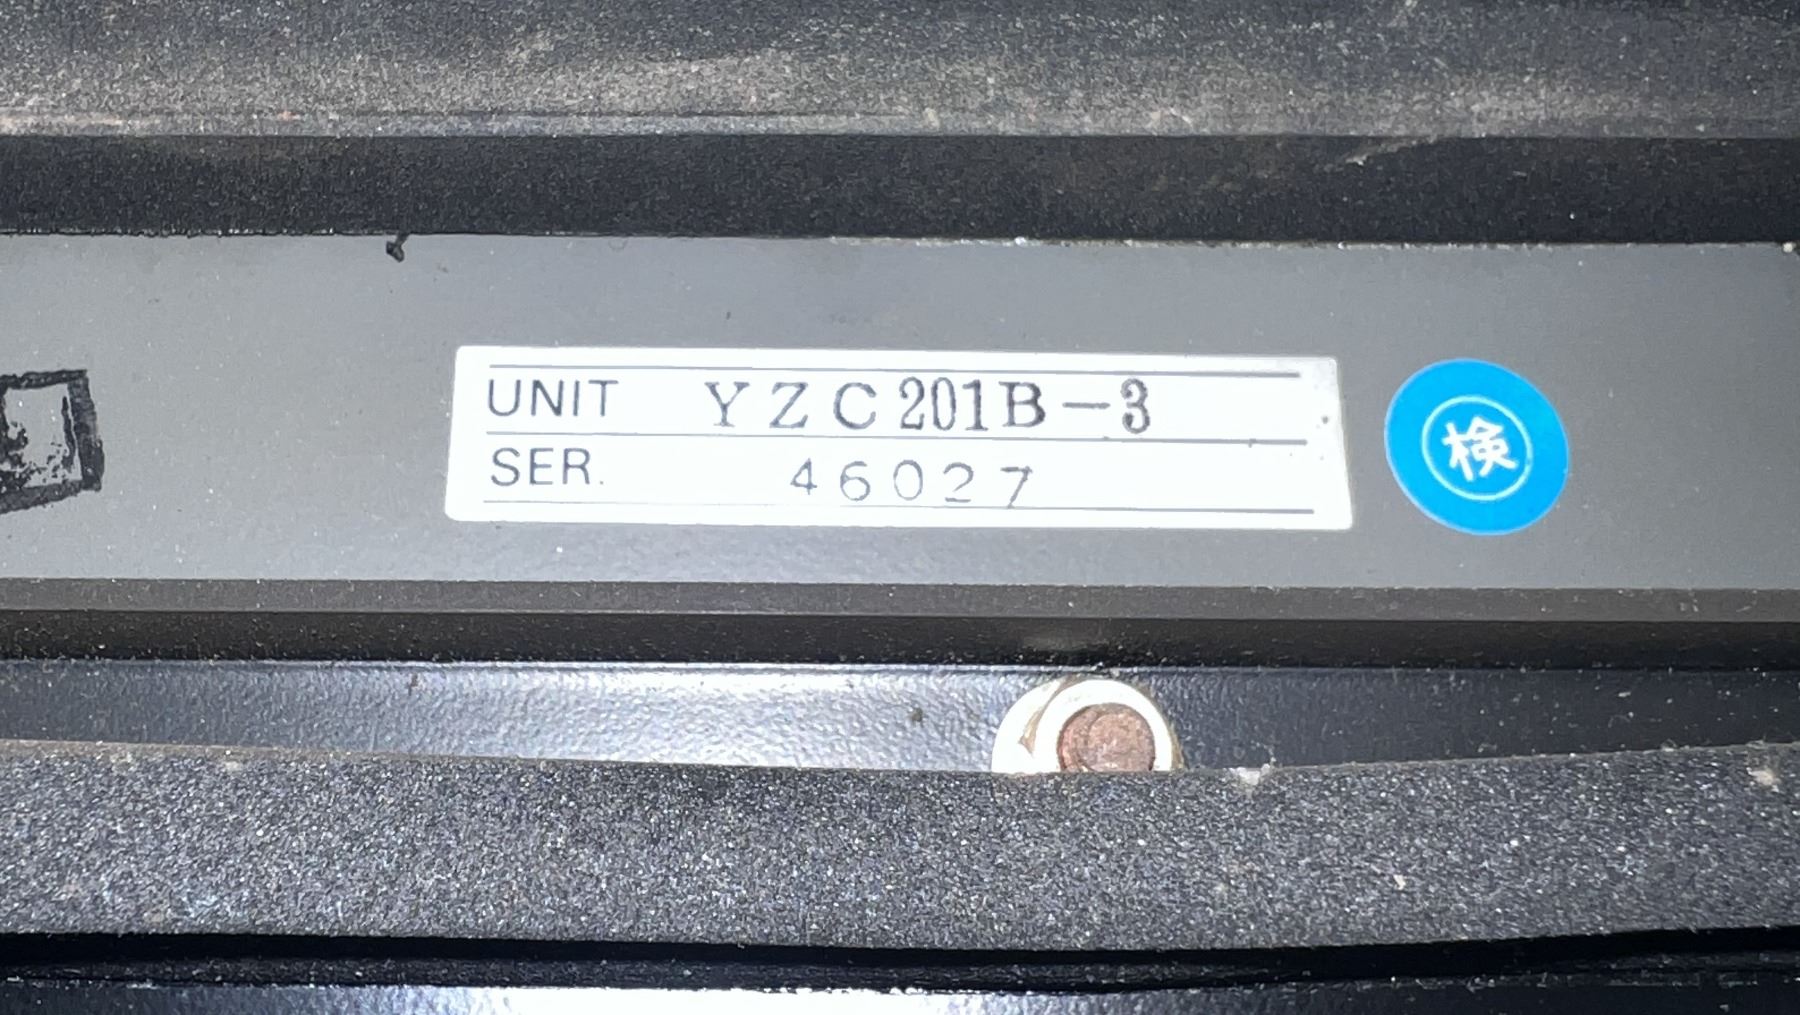 UNIT YZC201B-3
SER. 46027
検